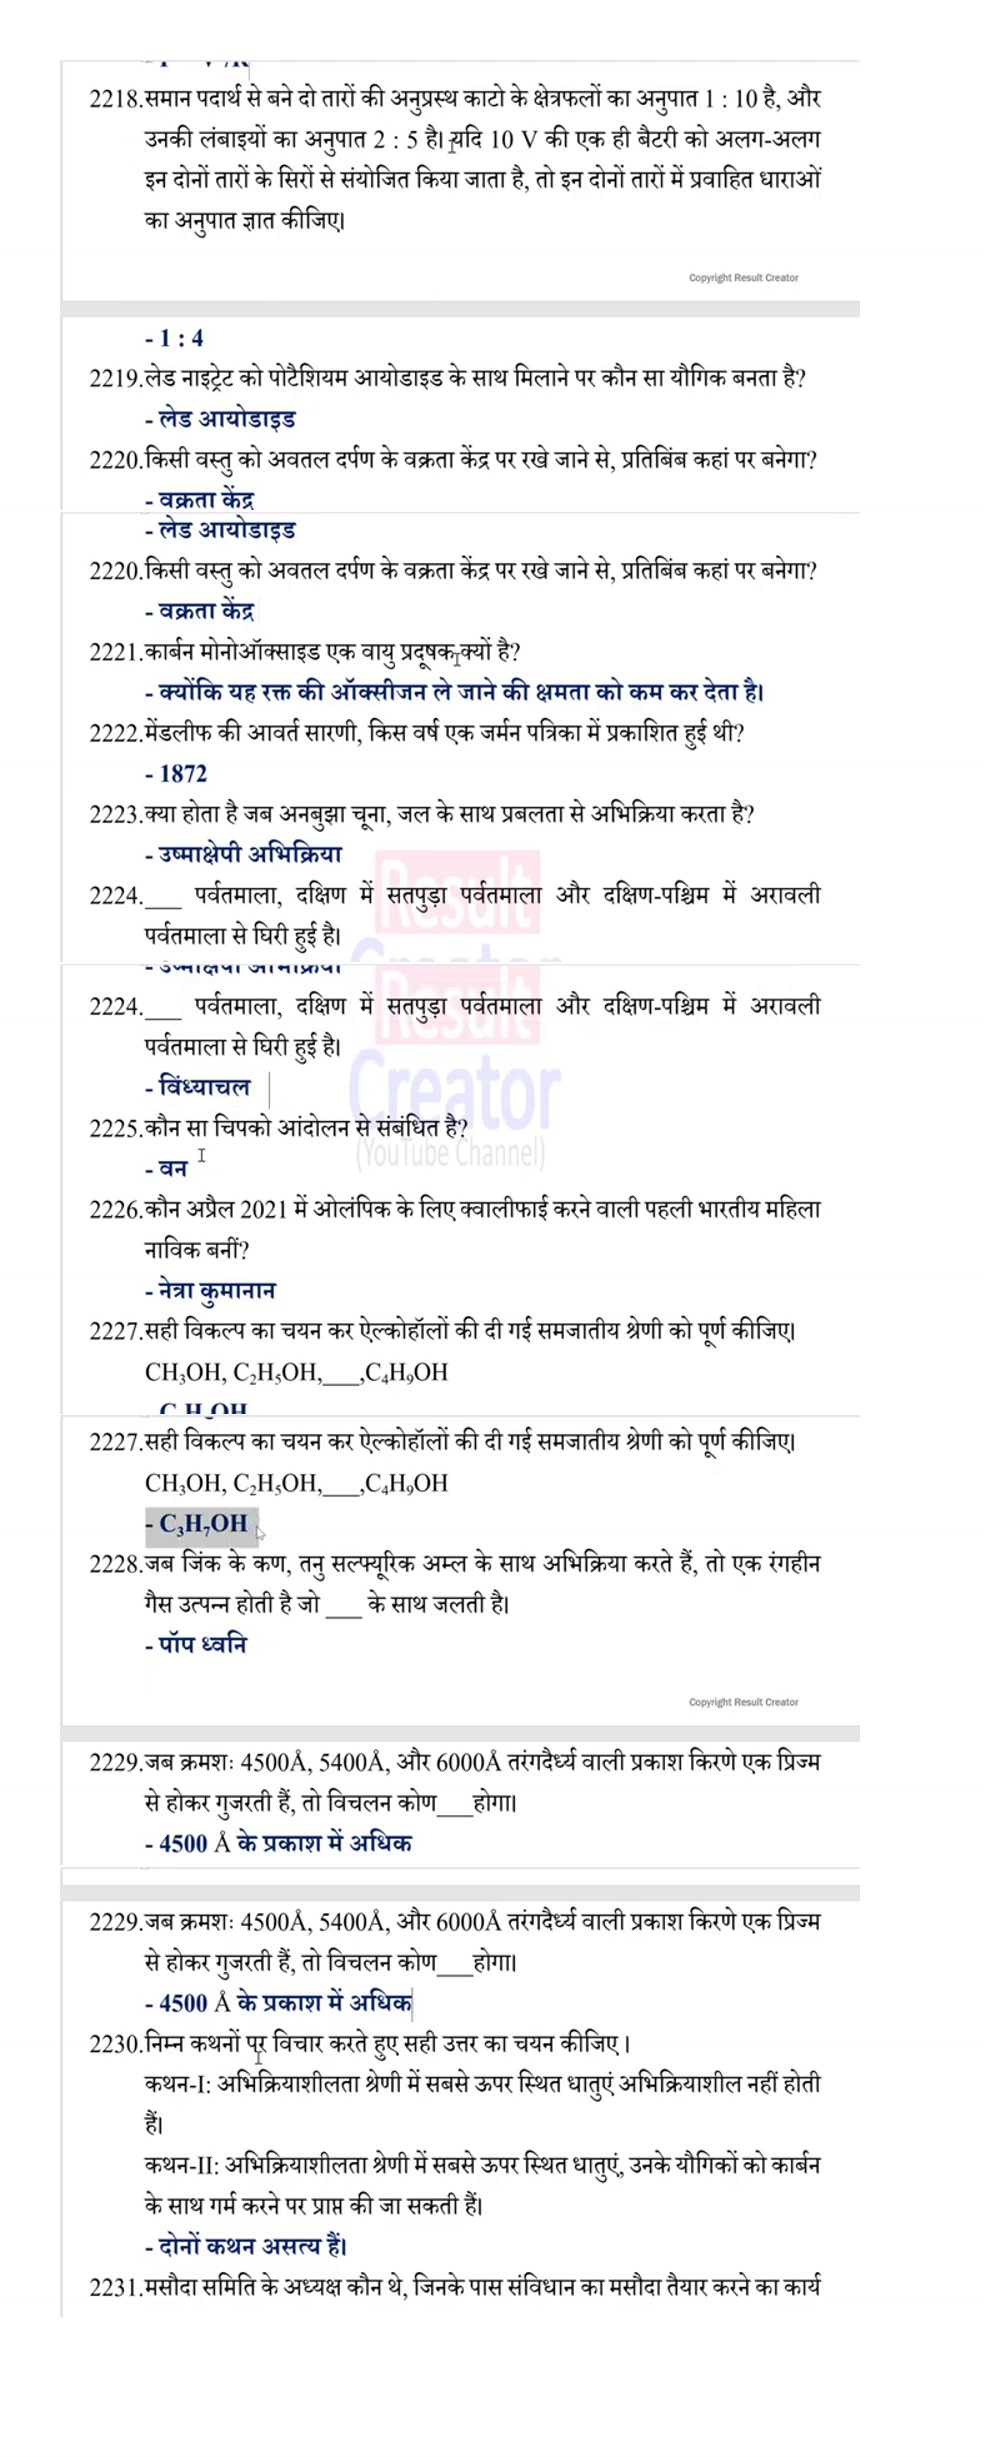 2218.समान पदार्थ से बने दो तारों की अनुप्रस्थ काटो के क्षेत्रफलों का अनुपात 1 : 10 है, और
उनकी लंबाइयों का अनुपात 2 : 5 है। यदि 10 V की एक ही बैटरी को अलग-अलग
इन दोनों तारों के सिरों से संयोजित किया जाता है, तो इन दोनों तारों में प्रवाहित धाराओं
का अनुपात ज्ञात कीजिए।
Copyright Result Creator
- 1 : 4
2219.लेड नाइट्रेट को पोटैशियम आयोडाइड के साथ मिलाने पर कौन सा यौगिक बनता है?
- लेड आयोडाइड
2220.किसी वस्तु को अवतल दर्पण के वक्रता केंद्र पर रखे जाने से, प्रतिबिंब कहां पर बनेगा?
- वक्रता केंद्र
- लेड आयोडाइड
2220.किसी वस्तु को अवतल दर्पण के वक्रता केंद्र पर रखे जाने से, प्रतिबिंब कहां पर बनेगा?
- वक्रता केंद्र
2221.कार्बन मोनोऑक्साइड एक वायु प्रदूषक क्यों है?
- क्योंकि यह रक्त की ऑक्सीजन ले जाने की क्षमता को कम कर देता है।
2222.मेंडलीफ की आवर्त सारणी, किस वर्ष एक जर्मन पत्रिका में प्रकाशित हुई थी?
- 1872
2223.क्या होता है जब अनबुझा चूना, जल के साथ प्रबलता से अभिक्रिया करता है?
- उष्माक्षेपी अभिक्रिया
2224.___ पर्वतमाला, दक्षिण में सतपुड़ा पर्वतमाला और दक्षिण-पश्चिम में अरावली
पर्वतमाला से घिरी हुई है।
Result
Creator
- उष्माक्षेपी अभिक्रिया
2224.___ पर्वतमाला, दक्षिण में सतपुड़ा पर्वतमाला और दक्षिण-पश्चिम में अरावली
पर्वतमाला से घिरी हुई है।
- विंध्याचल
Result
Creator
(YouTube Channel)
2225.कौन सा चिपको आंदोलन से संबंधित है?
- वन
2226.कौन अप्रैल 2021 में ओलंपिक के लिए क्वालीफाई करने वाली पहली भारतीय महिला
नाविक बनीं?
- नेत्रा कुमानान
2227.सही विकल्प का चयन कर ऐल्कोहॉलों की दी गई समजातीय श्रेणी को पूर्ण कीजिए।
CH₃OH, C₂H₅OH,___,C₄H₉OH
2227.सही विकल्प का चयन कर ऐल्कोहॉलों की दी गई समजातीय श्रेणी को पूर्ण कीजिए।
CH₃OH, C₂H₅OH,___,C₄H₉OH
- C₃H₇OH
2228.जब जिंक के कण, तनु सल्फ्यूरिक अम्ल के साथ अभिक्रिया करते हैं, तो एक रंगहीन
गैस उत्पन्न होती है जो ___ के साथ जलती है।
- पॉप ध्वनि
Copyright Result Creator
2229.जब क्रमशः 4500Å, 5400Å, और 6000Å तरंगदैर्ध्य वाली प्रकाश किरणे एक प्रिज्म
से होकर गुजरती हैं, तो विचलन कोण___होगा।
- 4500 Å के प्रकाश में अधिक
2229.जब क्रमशः 4500Å, 5400Å, और 6000Å तरंगदैर्ध्य वाली प्रकाश किरणे एक प्रिज्म
से होकर गुजरती हैं, तो विचलन कोण___होगा।
- 4500 Å के प्रकाश में अधिक
2230.निम्न कथनों पर विचार करते हुए सही उत्तर का चयन कीजिए ।
कथन-I: अभिक्रियाशीलता श्रेणी में सबसे ऊपर स्थित धातुएं अभिक्रियाशील नहीं होती
हैं।
कथन-II: अभिक्रियाशीलता श्रेणी में सबसे ऊपर स्थित धातुएं, उनके यौगिकों को कार्बन
के साथ गर्म करने पर प्राप्त की जा सकती हैं।
- दोनों कथन असत्य हैं।
2231.मसौदा समिति के अध्यक्ष कौन थे, जिनके पास संविधान का मसौदा तैयार करने का कार्य